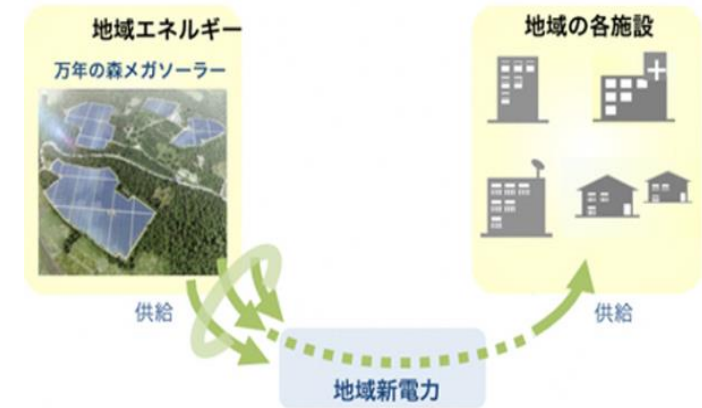 地域エネルギー
万年の森メガソーラー
供給
地域新電力
地域の各施設
供給